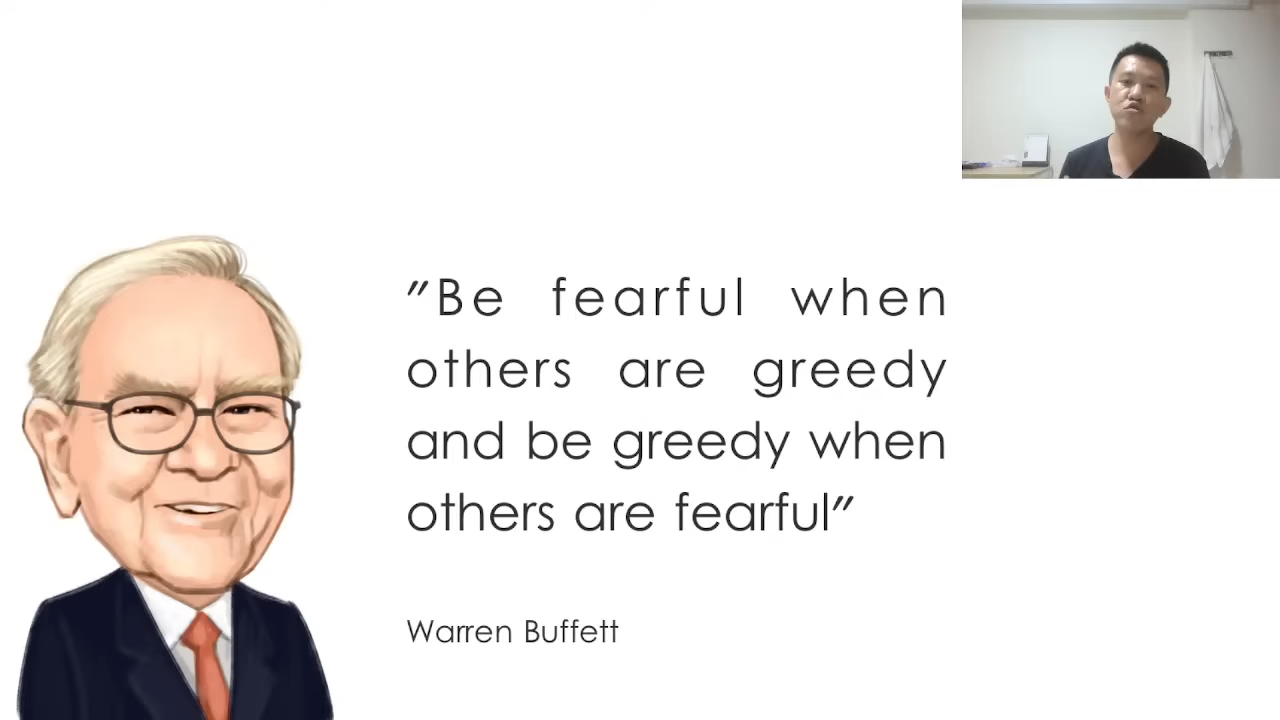 "Be fearful when
others are greedy
and be greedy when
others are fearful"
Warren Buffett